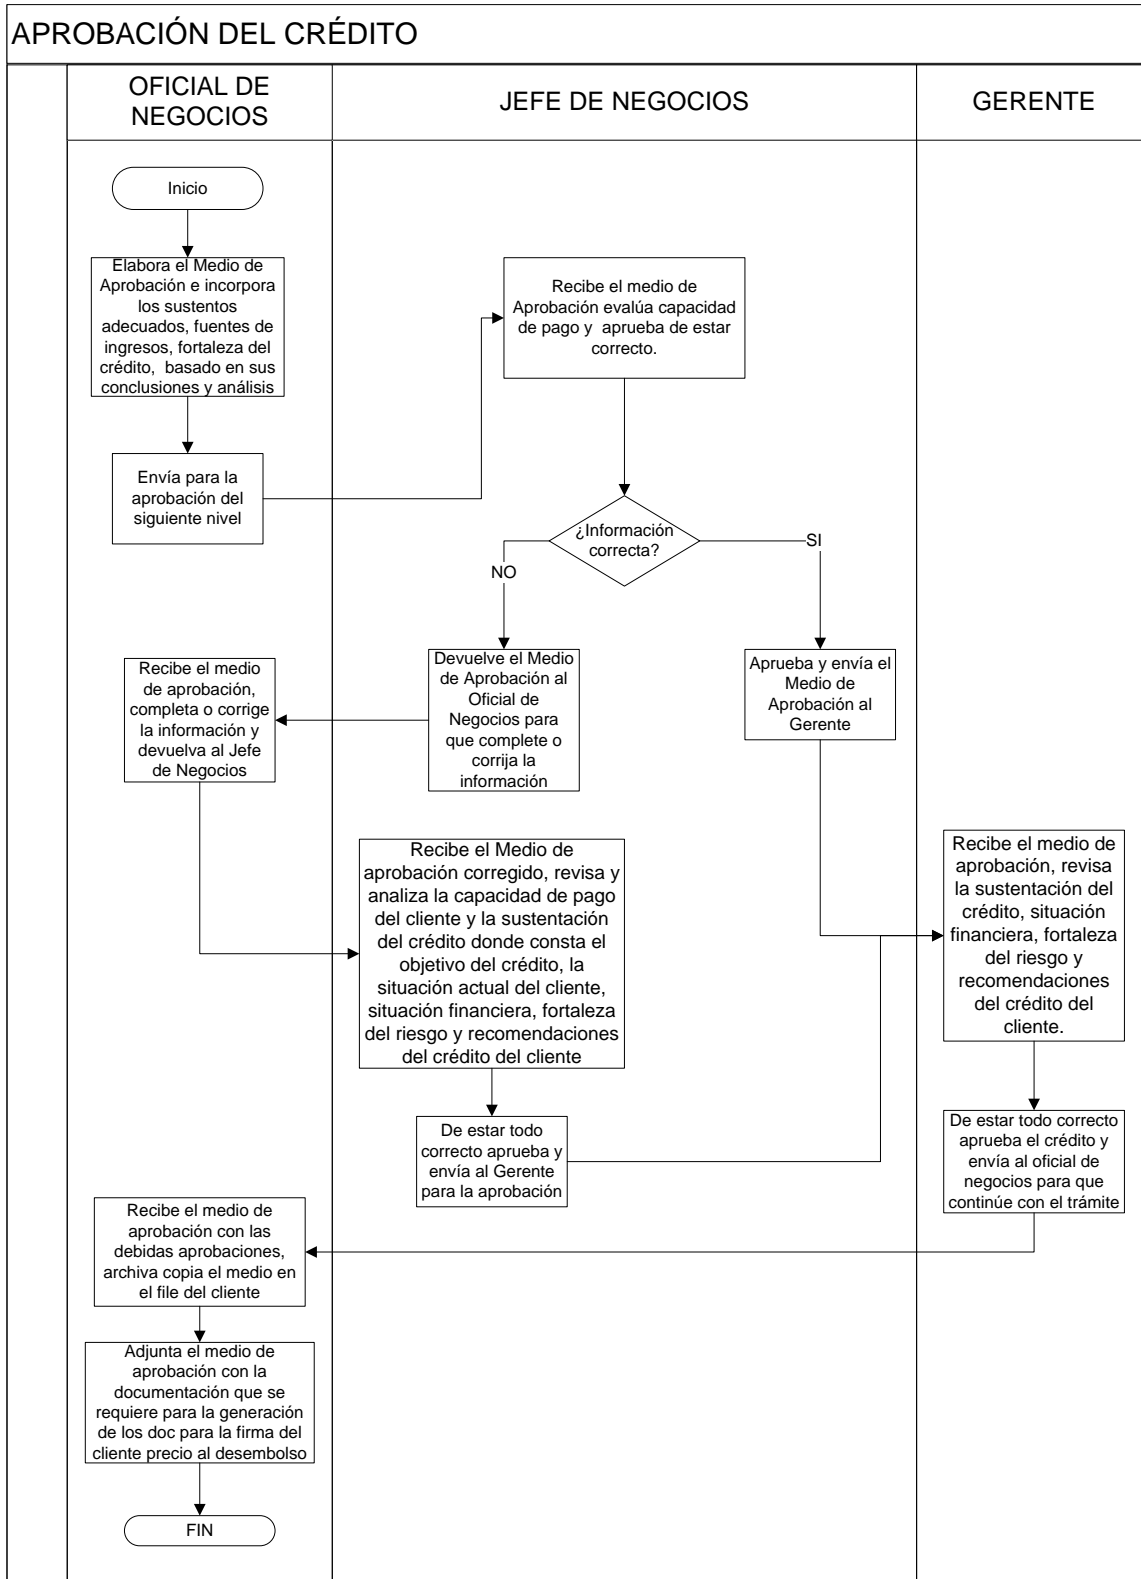 APROBACIÓN DEL CRÉDITO
OFICIAL DE
NEGOCIOS
JEFE DE NEGOCIOS
GERENTE
Inicio
Elabora el Medio de
Aprobación e incorpora
los sustentos
adecuados, fuentes de
ingresos, fortaleza del
crédito, basado en sus
conclusiones y análisis
Recibe el medio de
Aprobación evalúa capacidad
de pago y aprueba de estar
correcto.
Envía para la
aprobación del
siguiente nivel
¿Información
correcta?
SI
NO
Recibe el medio
de aprobación,
completa o corrige
la información y
devuelva al Jefe
de Negocios
Devuelve el Medio
de Aprobación al
Oficial de
Negocios para
que complete o
corrija la
información
Aprueba y envía el
Medio de
Aprobación al
Gerente
Recibe el Medio de
aprobación corregido, revisa y
analiza la capacidad de pago
del cliente y la sustentación
del crédito donde consta el
objetivo del crédito, la
situación actual del cliente,
situación financiera, fortaleza
del riesgo y recomendaciones
del crédito del cliente
Recibe el medio de
aprobación, revisa
la sustentación del
crédito, situación
financiera, fortaleza
del riesgo y
recomendaciones
del crédito del
cliente.
De estar todo
correcto aprueba y
envía al Gerente
para la aprobación
De estar todo correcto
aprueba el crédito y
envía al oficial de
negocios para que
continúe con el trámite
Recibe el medio de
aprobación con las
debidas aprobaciones,
archiva copia el medio en
el file del cliente
Adjunta el medio de
aprobación con la
documentación que se
requiere para la generación
de los doc para la firma del
cliente precio al desembolso
FIN